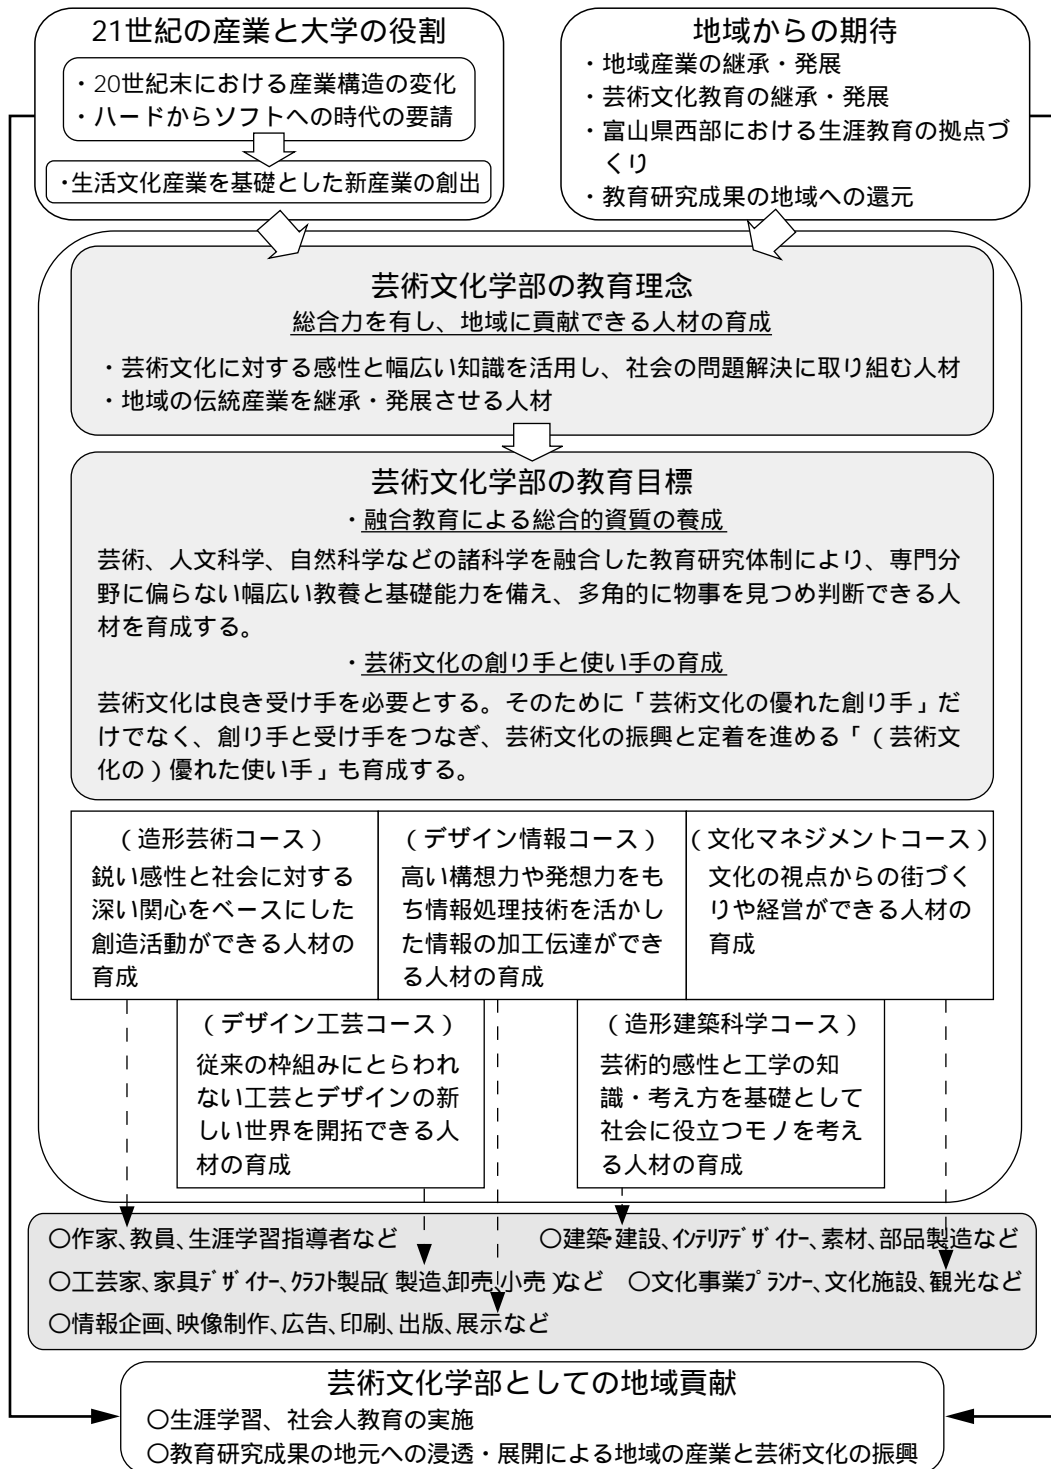 21世紀の産業と大学の役割
・20世紀末における産業構造の変化
・ハードからソフトへの時代の要請
・生活文化産業を基礎とした新産業の創出
地域からの期待
・地域産業の継承・発展
・芸術文化教育の継承・発展
・富山県西部における生涯教育の拠点づ
くり
・教育研究成果の地域への還元
芸術文化学部の教育理念
総合力を有し、地域に貢献できる人材の育成
・芸術文化に対する感性と幅広い知識を活用し、社会の問題解決に取り組む人材
・地域の伝統産業を継承・発展させる人材
芸術文化学部の教育目標
・融合教育による総合的資質の養成
芸術、人文科学、自然科学などの諸科学を融合した教育研究体制により、専門分
野に偏らない幅広い教養と基礎能力を備え、多角的に物事を見つめ判断できる人
材を育成する。
・芸術文化の創り手と使い手の育成
芸術文化は良き受け手を必要とする。そのために「芸術文化の優れた創り手」だ
けでなく、創り手と受け手をつなぎ、芸術文化の振興と定着を進める「（芸術文
化の）優れた使い手」も育成する。
（造形芸術コース）
鋭い感性と社会に対する
深い関心をベースにした
創造活動ができる人材の
育成
（デザイン情報コース）
高い構想力や発想力をも
ち情報処理技術を活かし
た情報の加工伝達ができ
る人材の育成
（文化マネジメントコース）
文化の視点からの街づく
りや経営ができる人材の
育成
（デザイン工芸コース）
従来の枠組みにとらわれ
ない工芸とデザインの新
しい世界を開拓できる人
材の育成
（造形建築科学コース）
芸術的感性と工学の知
識・考え方を基礎として
社会に役立つモノを考え
る人材の育成
○作家、教員、生涯学習指導者など
○建築・建設、インテリアデザイナー、素材、部品製造など
○工芸家、家具デザイナー、クラフト製品（製造、卸売、小売）など
○文化事業プランナー、文化施設、観光など
○情報企画、映像制作、広告、印刷、出版、展示など
芸術文化学部としての地域貢献
○生涯学習、社会人教育の実施
○教育研究成果の地元への浸透・展開による地域の産業と芸術文化の振興